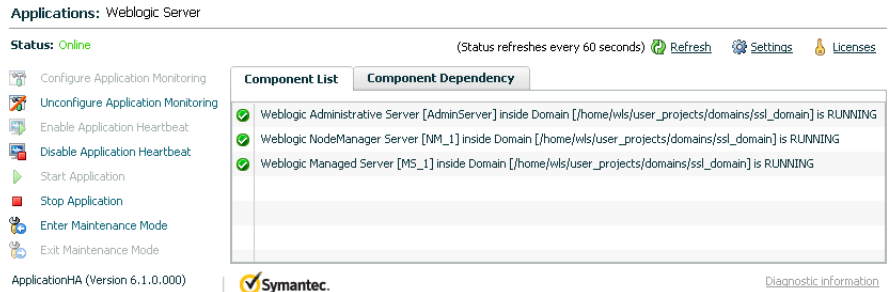 Applications: Weblogic Server
Status: Online
(Status refreshes every 60 seconds) Refresh Settings Licenses
Configure Application Monitoring
Unconfigure Application Monitoring
Enable Application Heartbeat
Disable Application Heartbeat
Start Application
Stop Application
Enter Maintenance Mode
Exit Maintenance Mode
Component List Component Dependency
Weblogic Administrative Server [AdminServer] inside Domain [/home/wls/user_projects/domains/ssl_domain] is RUNNING
Weblogic NodeManager Server [NM_1] inside Domain [/home/wls/user_projects/domains/ssl_domain] is RUNNING
Weblogic Managed Server [MS_1] inside Domain [/home/wls/user_projects/domains/ssl_domain] is RUNNING
ApplicationHA (Version 6.1.0.000)
Symantec.
Diagnostic information